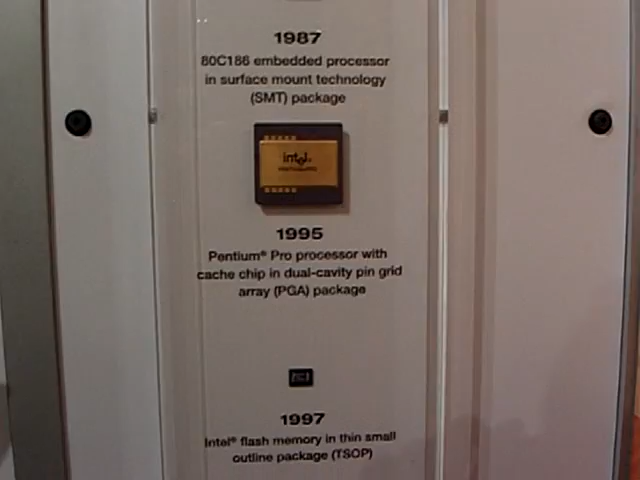 1987
80C186 embedded processor
in surface mount technology
(SMT) package
intel
1995
Pentium® Pro processor with
cache chip in dual-cavity pin grid
array (PGA) package
1997
Intel® flash memory in thin small
outline package (TSOP)